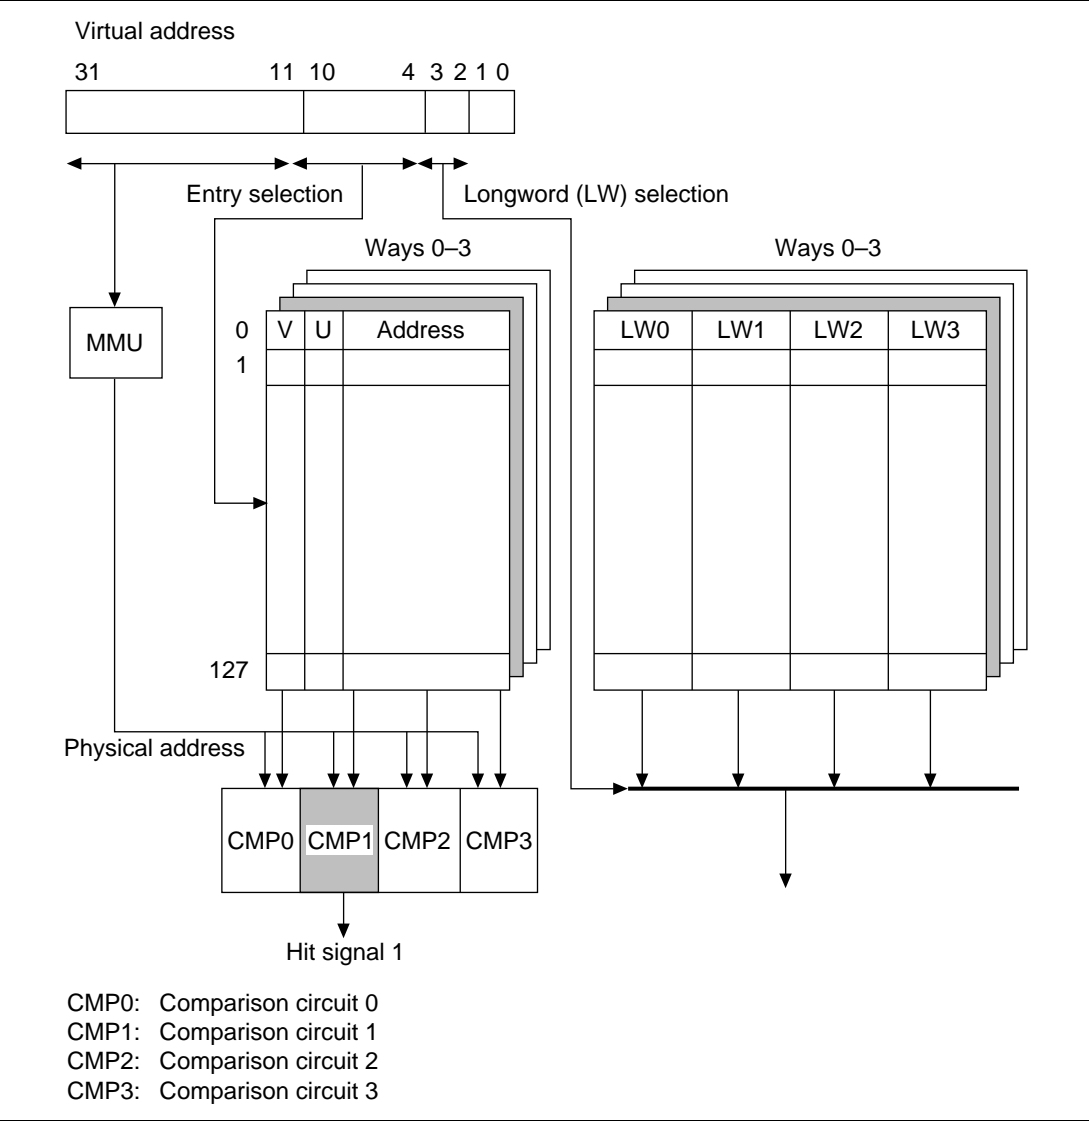 Virtual address
31 11 10 4 3 2 1 0
Entry selection
Longword (LW) selection
Ways 0–3
Ways 0–3
MMU
0 V U Address
LW0 LW1 LW2 LW3
1
127
Physical address
CMP0 CMP1 CMP2 CMP3
Hit signal 1
CMP0: Comparison circuit 0
CMP1: Comparison circuit 1
CMP2: Comparison circuit 2
CMP3: Comparison circuit 3